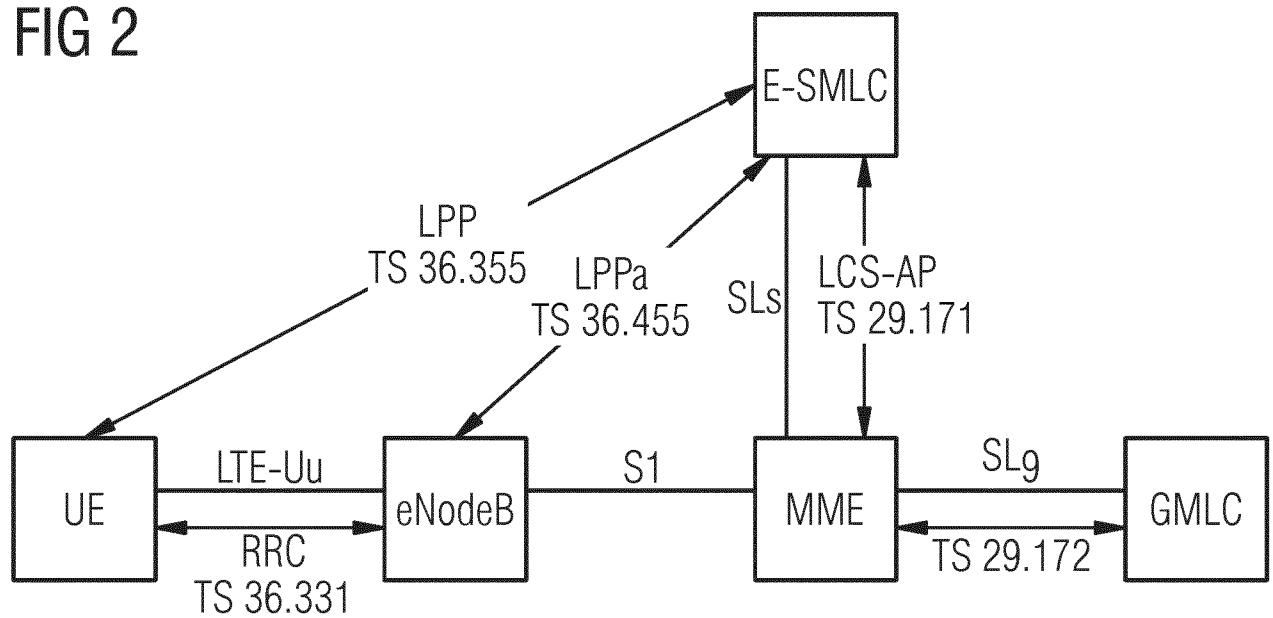 FIG 2
E-SMLC
LPP
TS 36.355
LPPa
TS 36.455
SLs
LCS-AP
TS 29.171
UE
LTE-Uu
RRC
TS 36.331
eNodeB
S1
MME
SLg
TS 29.172
GMLC